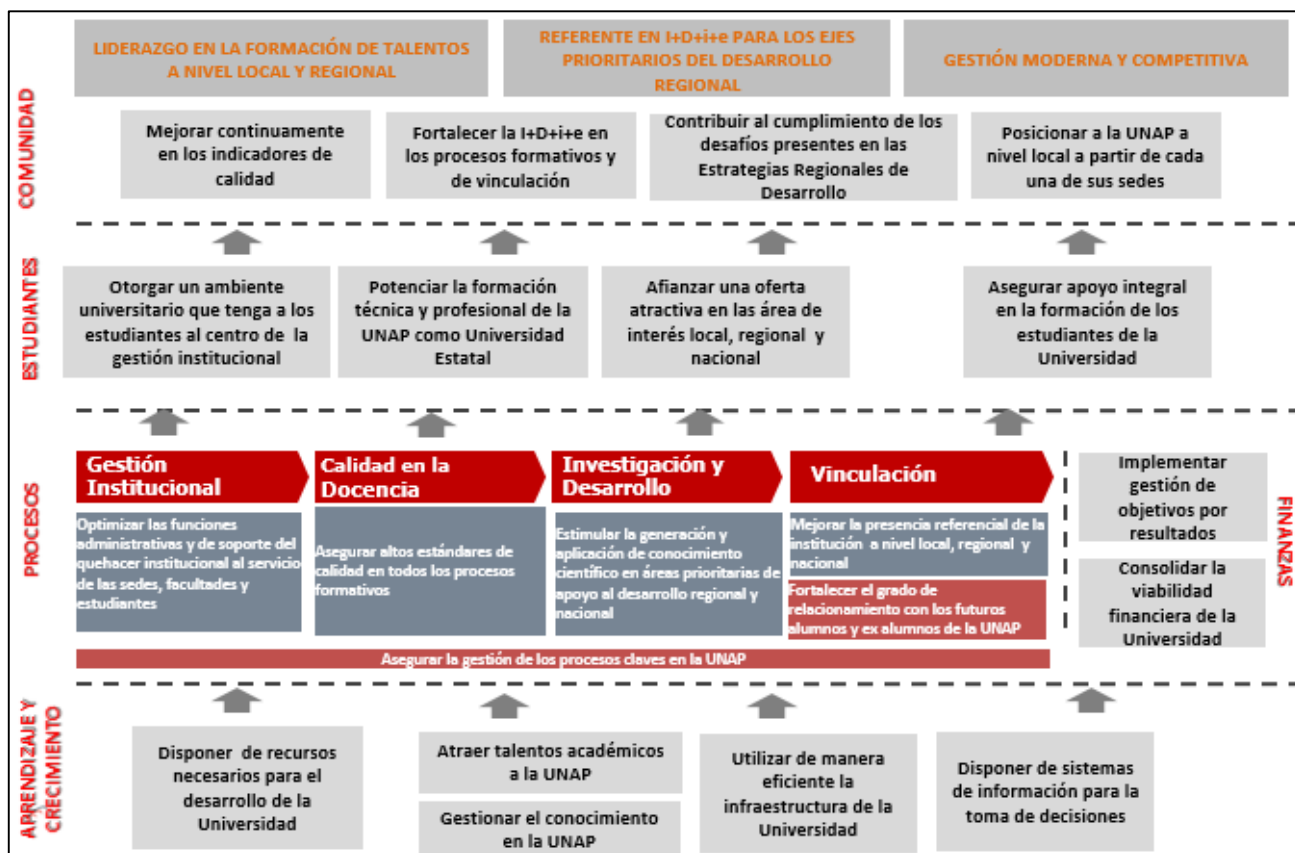 COMUNIDAD
LIDERAZGO EN LA FORMACIÓN DE TALENTOS
A NIVEL LOCAL Y REGIONAL
REFERENTE EN I+D+i+e PARA LOS EJES
PRIORITARIOS DEL DESARROLLO
REGIONAL
GESTIÓN MODERNA Y COMPETITIVA
Mejorar continuamente
en los indicadores de
calidad
Fortalecer la I+D+i+e en
los procesos formativos y
de vinculación
Contribuir al cumplimiento de los
desafíos presentes en las
Estrategias Regionales de
Desarrollo
Posicionar a la UNAP a
nivel local a partir de cada
una de sus sedes
ESTUDIANTES
Otorgar un ambiente
universitario que tenga a los
estudiantes al centro de la
gestión institucional
Potenciar la formación
técnica y profesional de la
UNAP como Universidad
Estatal
Afianzar una oferta
atractiva en las área de
interés local, regional y
nacional
Asegurar apoyo integral
en la formación de los
estudiantes de la
Universidad
PROCESOS
Gestión
Institucional
Optimizar las funciones
administrativas y de soporte del
quehacer institucional al servicio
de las sedes, facultades y
estudiantes
Calidad en la
Docencia
Asegurar altos estándares de
calidad en todos los procesos
formativos
Investigación y
Desarrollo
Estimular la generación y
aplicación de conocimiento
científico en áreas prioritarias de
apoyo al desarrollo regional y
nacional
Vinculación
Mejorar la presencia referencial de la
institución a nivel local, regional y
nacional
Fortalecer el grado de
relacionamiento con los futuros
alumnos y ex alumnos de la UNAP
Asegurar la gestión de los procesos claves en la UNAP
Implementar
gestión de
objetivos por
resultados
Consolidar la
viabilidad
financiera de la
Universidad
FINANZAS
APRENDIZAJE Y
CRECIMIENTO
Disponer de recursos
necesarios para el
desarrollo de la
Universidad
Atraer talentos académicos
a la UNAP
Gestionar el conocimiento
en la UNAP
Utilizar de manera
eficiente la
infraestructura de la
Universidad
Disponer de sistemas
de información para la
toma de decisiones